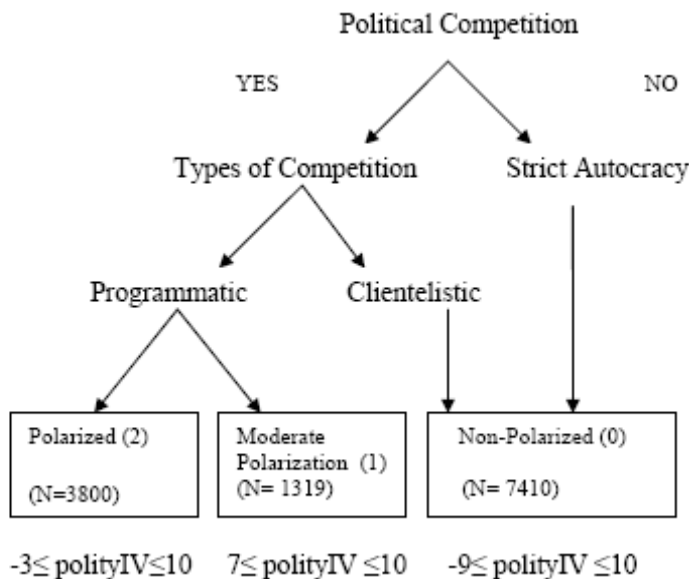 Political Competition
YES
NO
Types of Competition
Strict Autocracy
Programmatic
Clientelistic
Polarized (2)
(N=3800)
Moderate
Polarization (1)
(N= 1319)
Non-Polarized (0)
(N= 7410)
-3≤ polityIV≤10
7≤ polityIV ≤10
-9≤ polityIV ≤10